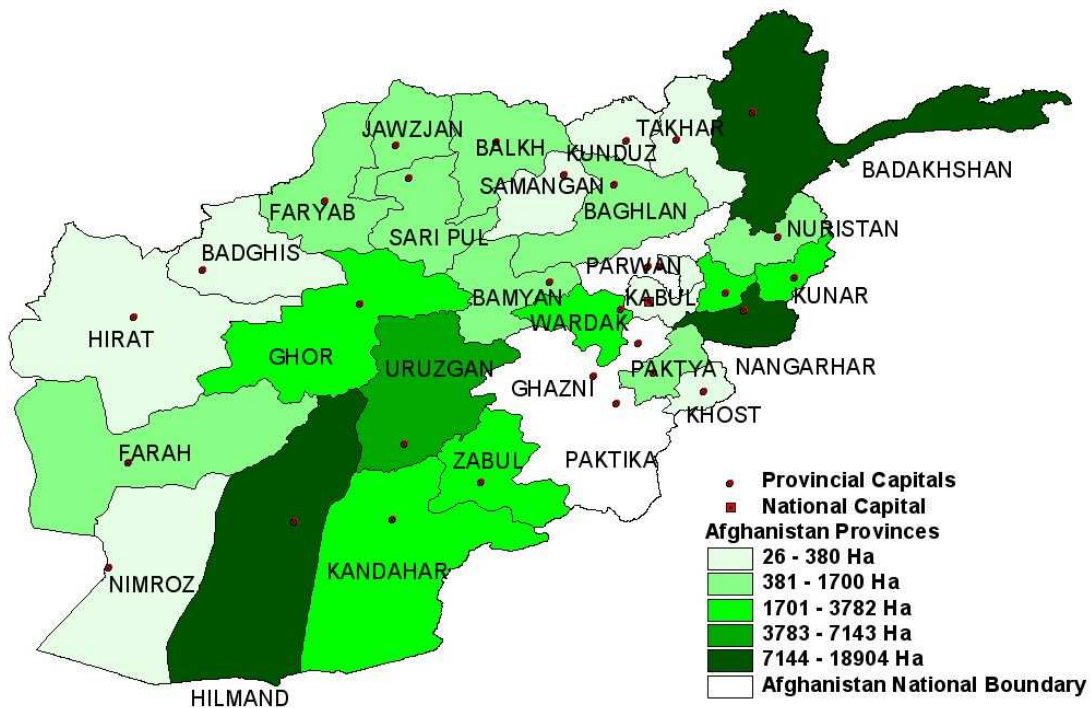 JAWZJAN
BALKH
KUNDUZ
TAKHAR
BADAKHSHAN
SAMANGAN
FARYAB
BAGHLAN
SARI PUL
NURISTAN
BADGHIS
PARWAN
KABUL
KUNAR
BAMYAN
WARDAK
HIRAT
GHOR
URUZGAN
GHAZNI
PAKTYA
NANGARHAR
KHOST
FARAH
ZABUL
PAKTIKA
KANDAHAR
NIMROZ
HILMAND
Provincial Capitals
National Capital
Afghanistan Provinces
26 - 380 Ha
381 - 1700 Ha
1701 - 3782 Ha
3783 - 7143 Ha
7144 - 18904 Ha
Afghanistan National Boundary